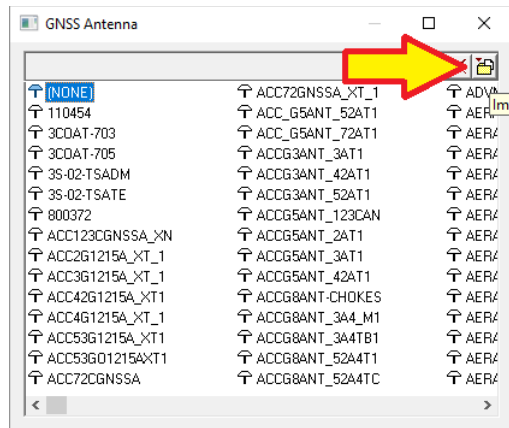 GNSS Antenna
(NONE)
110454
3COAT-703
3COAT-705
3S-02-TSADM
3S-02-TSATE
800372
ACC123CGNSSA_XN
ACC2G1215A_XT_1
ACC3G1215A_XT_1
ACC42G1215A_XT1
ACC4G1215A_XT_1
ACC53G1215A_XT1
ACC53GO1215AXT1
ACC72CGNSSA
ACC72GNSSA_XT_1
ACC_G5ANT_52AT1
ACC_G5ANT_72AT1
ACCG3ANT_3AT1
ACCG3ANT_42AT1
ACCG3ANT_52AT1
ACCG5ANT_123CAN
ACCG5ANT_2AT1
ACCG5ANT_3AT1
ACCG5ANT_42AT1
ACCG8ANT-CHOKES
ACCG8ANT_3A4_M1
ACCG8ANT_3A4TB1
ACCG8ANT_52A4T1
ACCG8ANT_52A4TC
Im